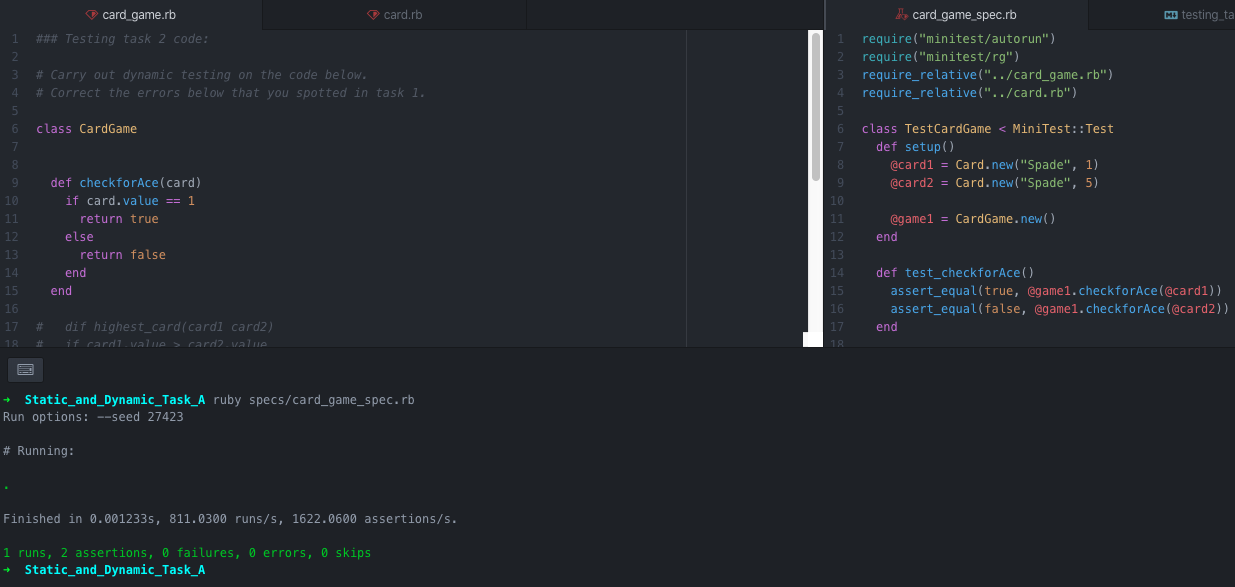 card_game.rb
card.rb
1 ### Testing task 2 code:
2
3 # Carry out dynamic testing on the code below.
4 # Correct the errors below that you spotted in task 1.
5
6 class CardGame
7
8
9 def checkforAce(card)
10 if card.value == 1
11 return true
12 else
13 return false
14 end
15 end
16
17 # dif highest_card(card1 card2)
18 # if card1.value > card2.value
card_game_spec.rb
testing_ta
1 require("minitest/autorun")
2 require("minitest/rg")
3 require_relative("../card_game.rb")
4 require_relative("../card.rb")
5
6 class TestCardGame < MiniTest::Test
7 def setup()
8 @card1 = Card.new("Spade", 1)
9 @card2 = Card.new("Spade", 5)
10
11 @game1 = CardGame.new()
12 end
13
14 def test_checkforAce()
15 assert_equal(true, @game1.checkforAce(@card1))
16 assert_equal(false, @game1.checkforAce(@card2))
17 end
18
➜ Static_and_Dynamic_Task_A ruby specs/card_game_spec.rb
Run options: --seed 27423
# Running:
.
Finished in 0.001233s, 811.0300 runs/s, 1622.0600 assertions/s.
1 runs, 2 assertions, 0 failures, 0 errors, 0 skips
➜ Static_and_Dynamic_Task_A